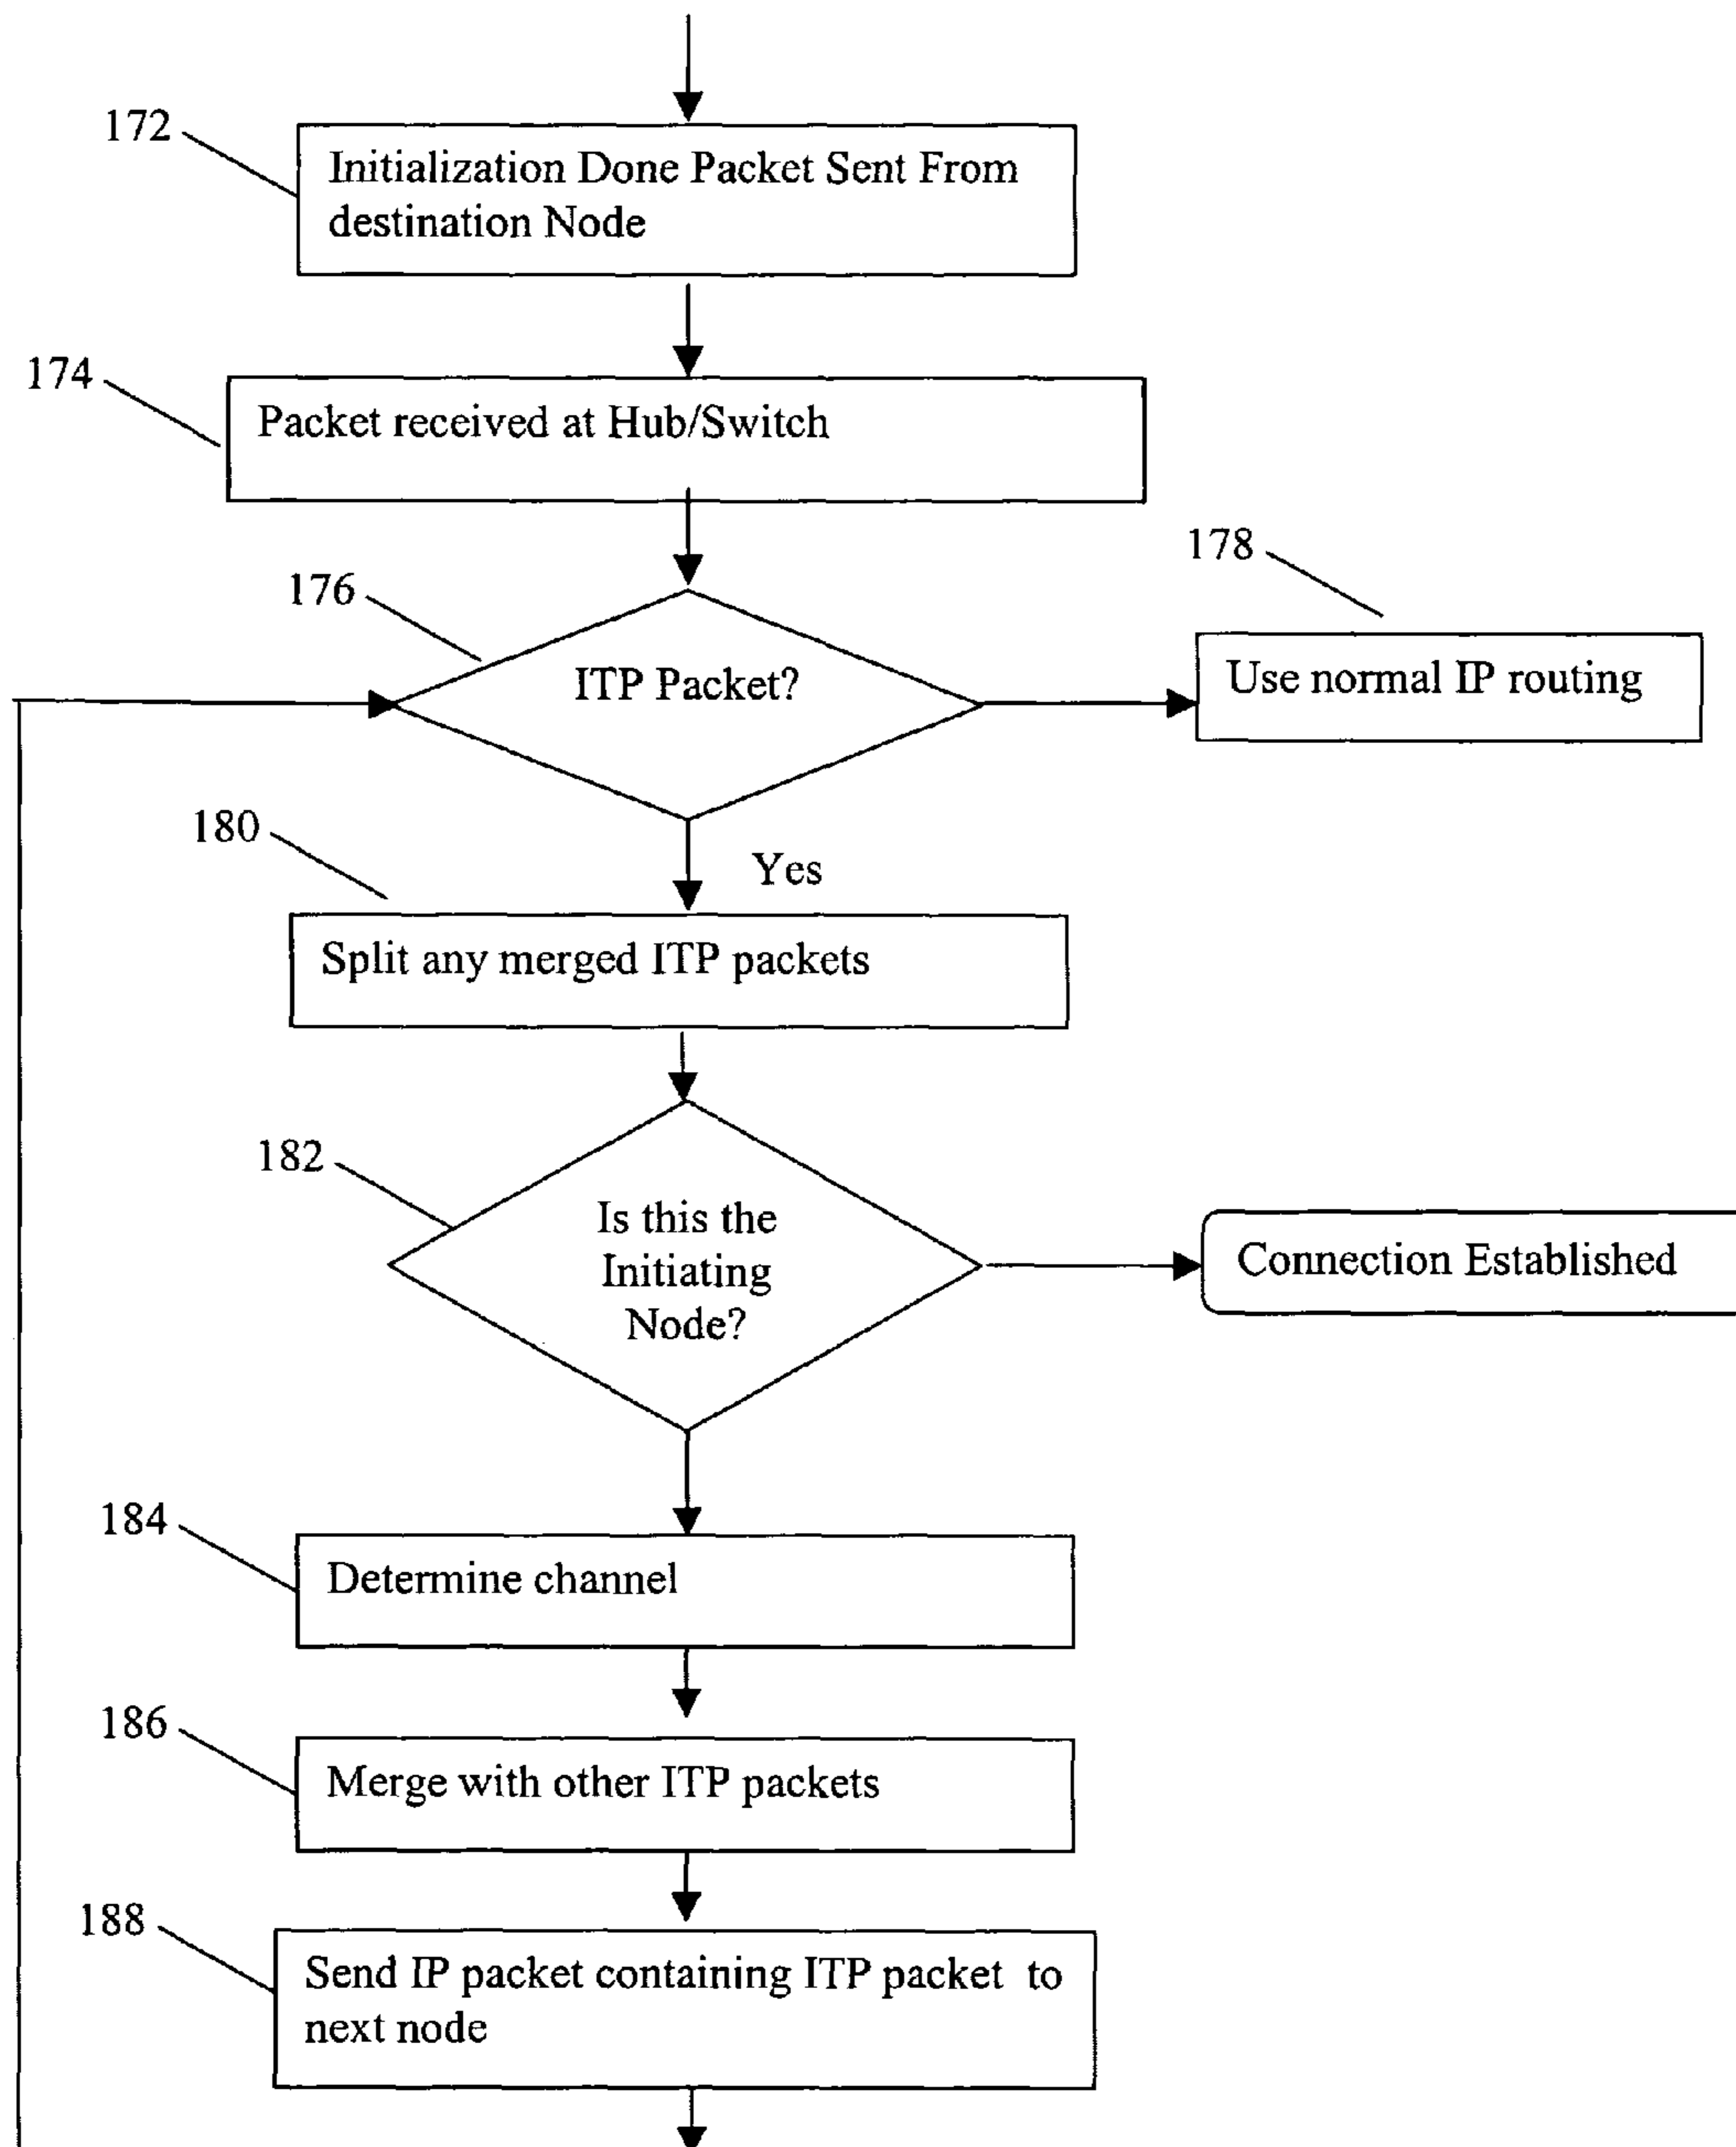 172
Initialization Done Packet Sent From
destination Node
174
Packet received at Hub/Switch
176
ITP Packet?
178
Use normal IP routing
180
Yes
Split any merged ITP packets
182
Is this the
Initiating
Node?
Connection Established
184
Determine channel
186
Merge with other ITP packets
188
Send IP packet containing ITP packet to
next node